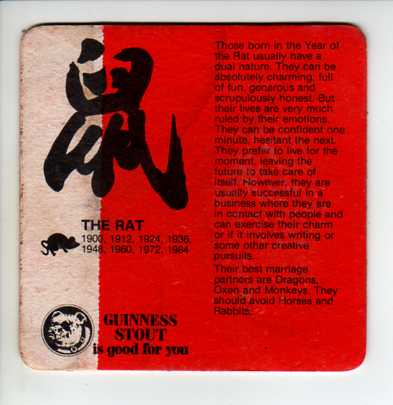 鼠
THE RAT
1900, 1912, 1924, 1936,
1948, 1960, 1972, 1984
GUINNESS
STOUT
is good for you
Those born in the Year of
the Rat usually have a
dual nature. They can be
absolutely charming, full
of fun, generous and
scrupulously honest. But
their lives are very much
ruled by their emotions.
They can be confident one
minute, hesitant the next.
They prefer to live for the
moment, leaving the
future to take care of
itself. However, they are
usually successful in a
business where they are
in contact with people and
can exercise their charm
or if it involves writing or
some other creative
pursuits.
Their best marriage
partners are Dragons,
Oxen and Monkeys. They
should avoid Horses and
Rabbits.